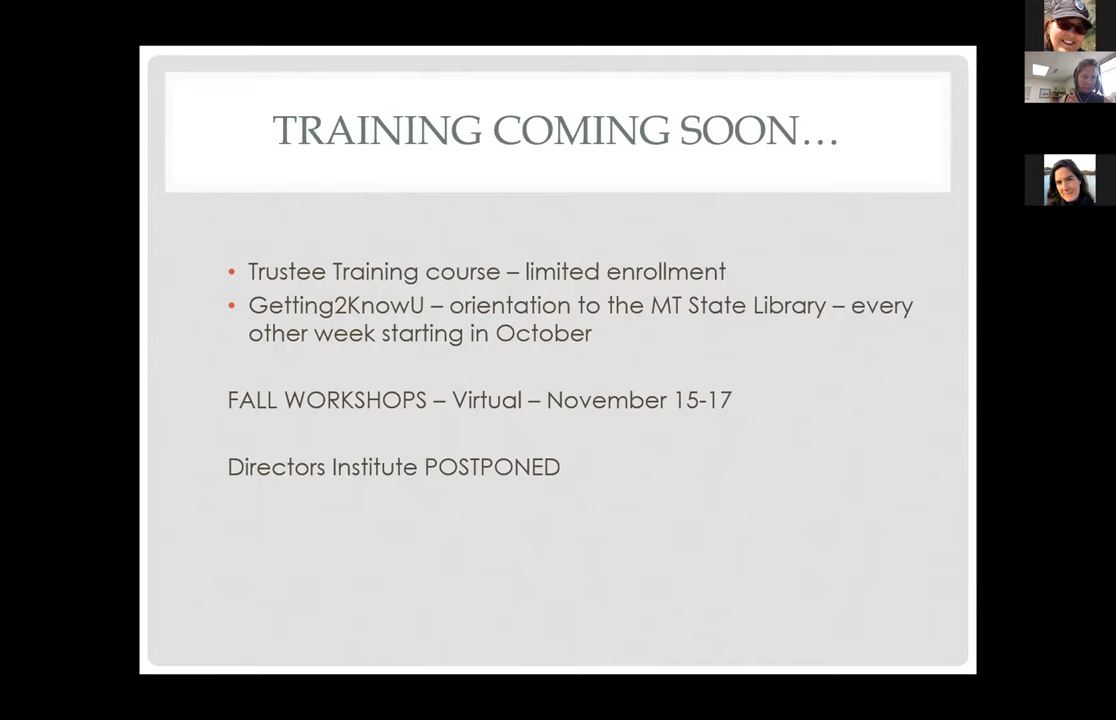 TRAINING COMING SOON…
• Trustee Training course – limited enrollment
• Getting2KnowU – orientation to the MT State Library – every
other week starting in October
FALL WORKSHOPS – Virtual – November 15-17
Directors Institute POSTPONED